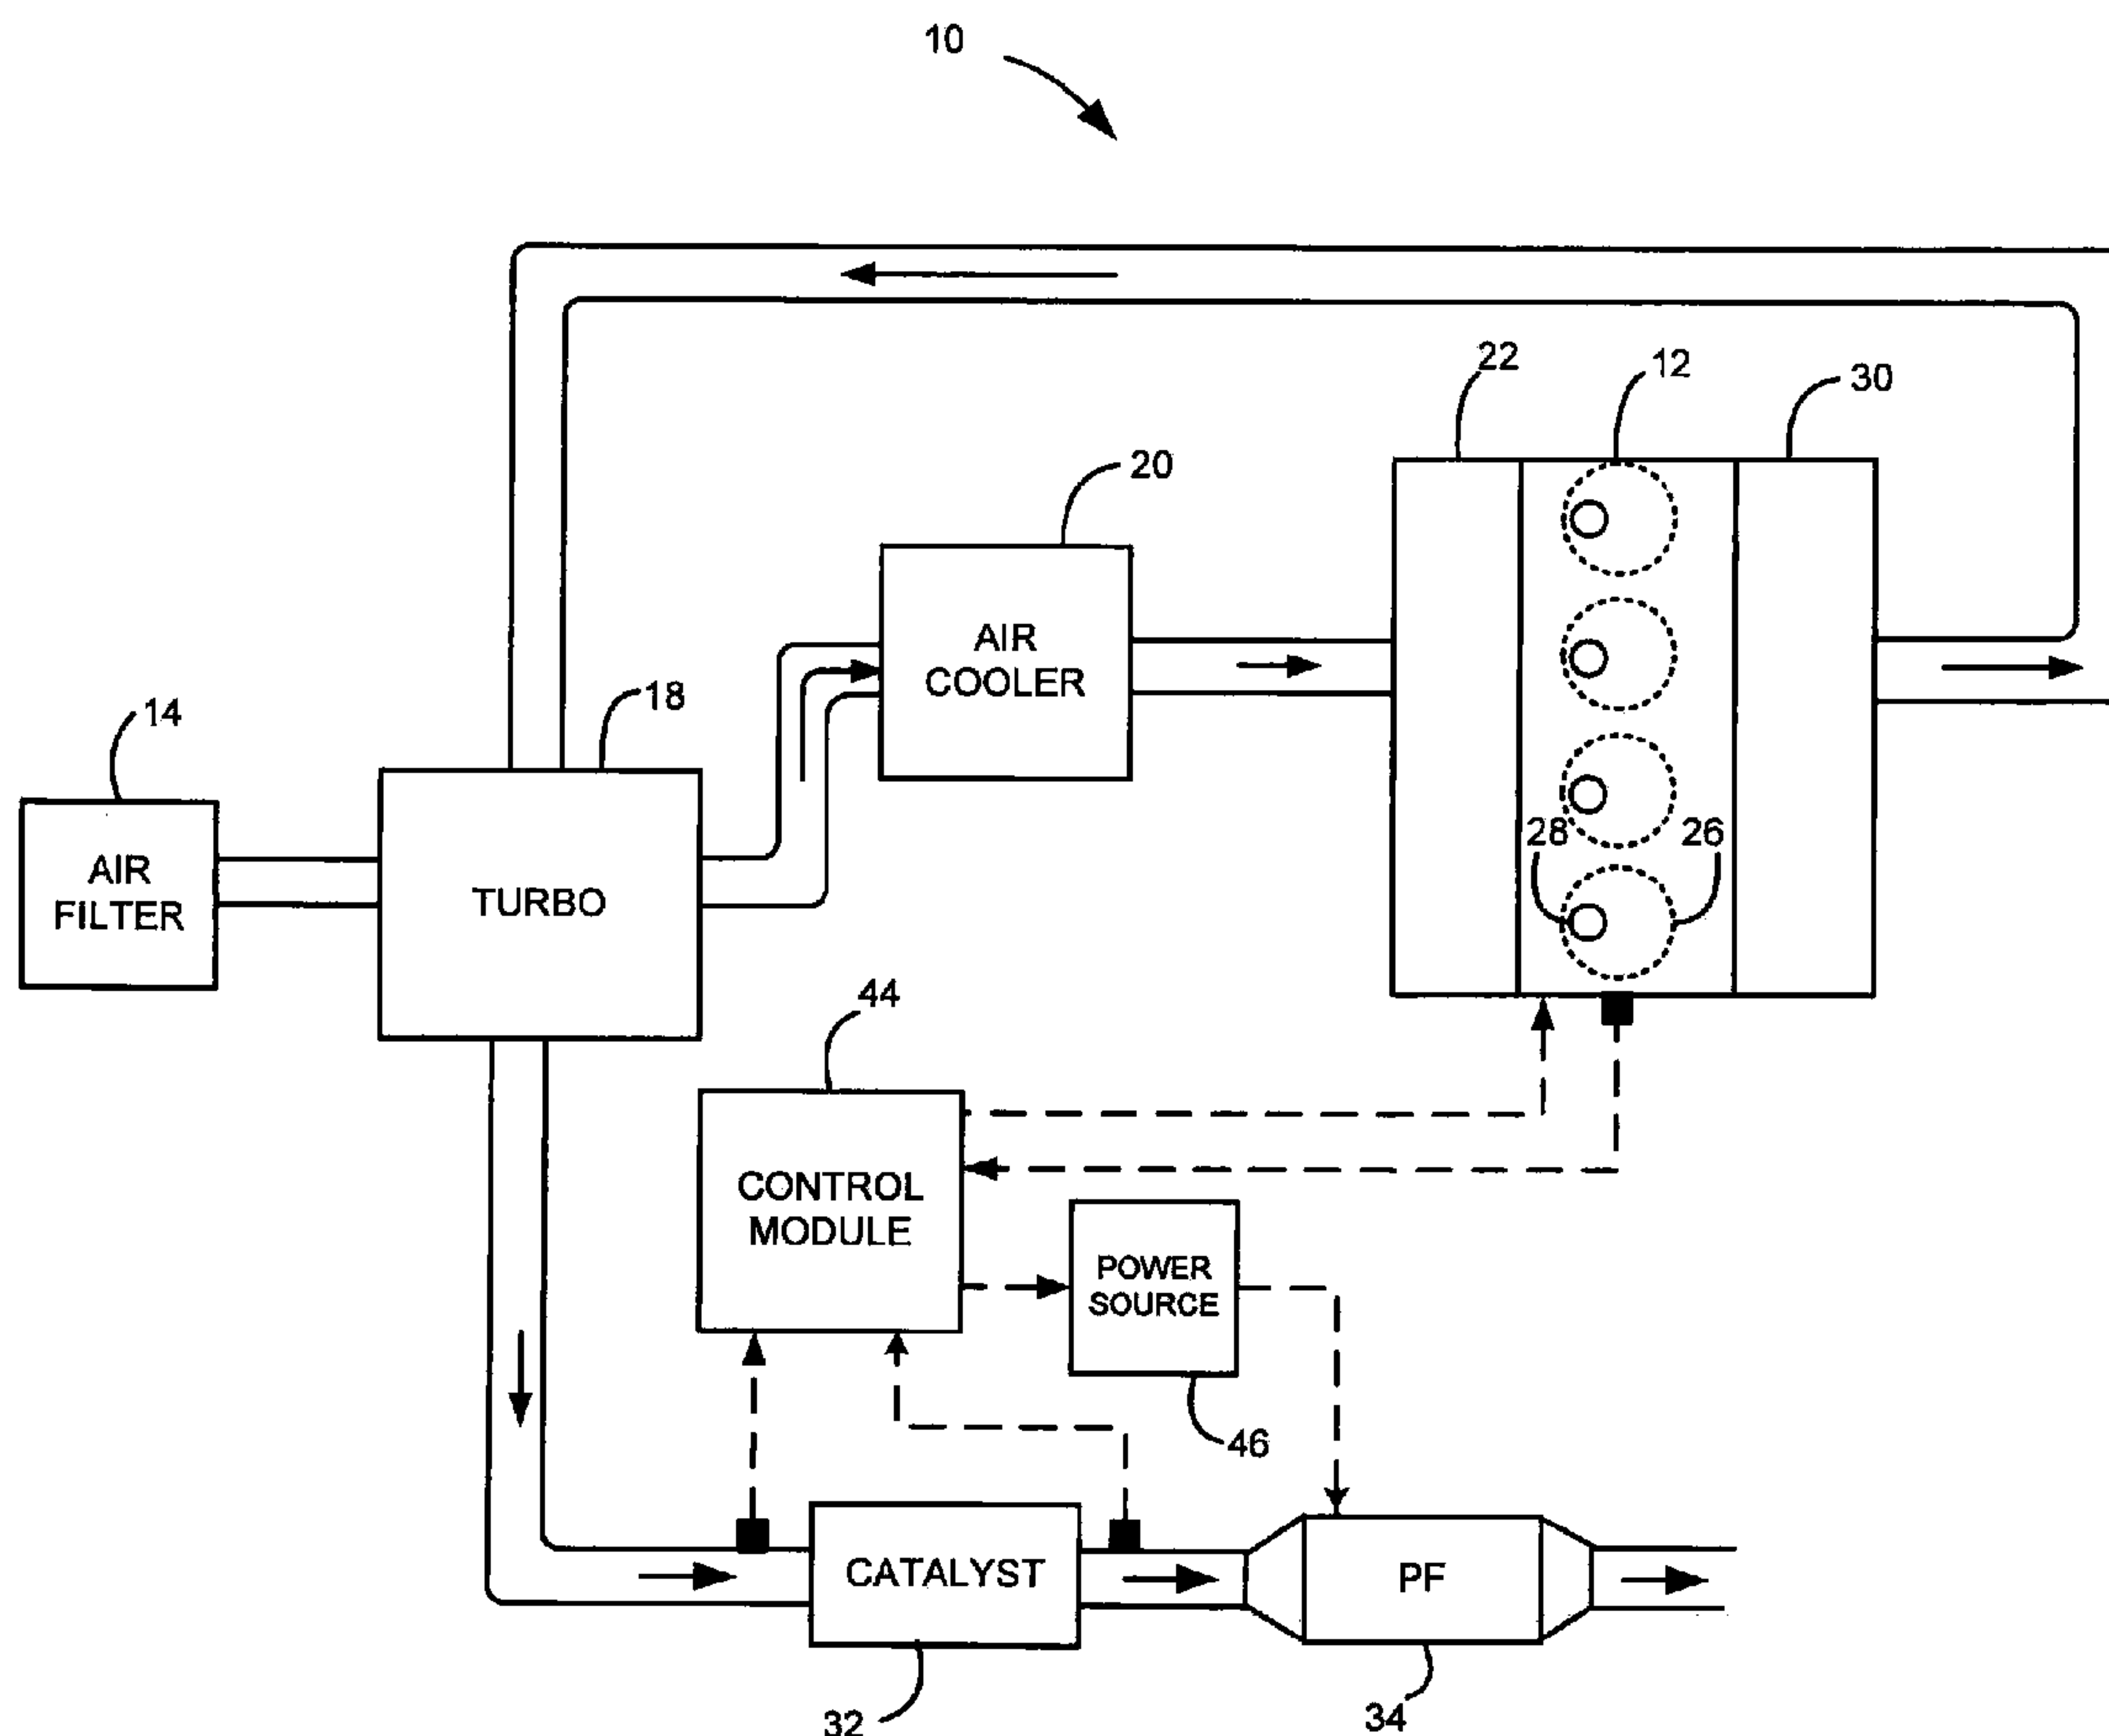 10
22
12
30
20
AIR
COOLER
18
14
28
26
AIR
FILTER
TURBO
44
CONTROL
MODULE
POWER
SOURCE
46
CATALYST
PF
32
34